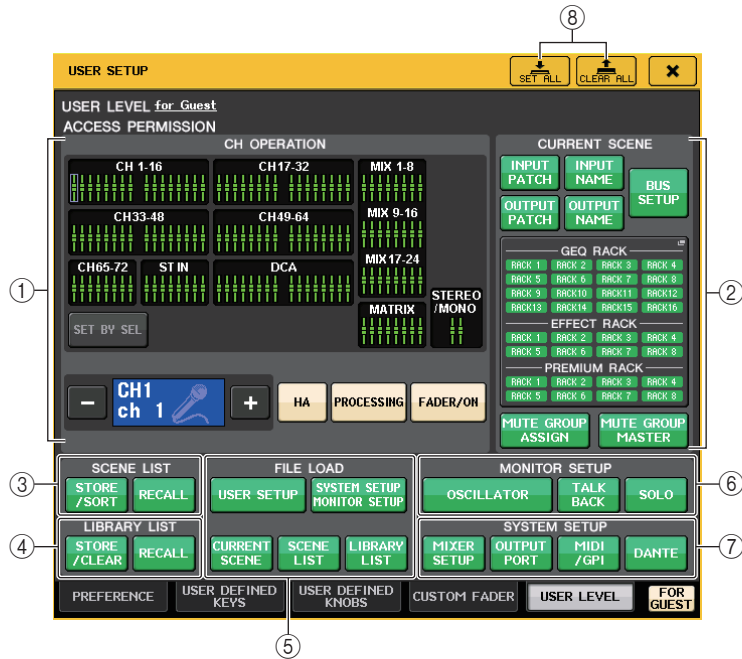 ⑧
USER SETUP
SET ALL
CLEAR ALL
USER LEVEL for Guest
ACCESS PERMISSION
CH OPERATION
CH 1-16
CH17-32
MIX 1-8
CH33-48
CH49-64
MIX 9-16
CH65-72
ST IN
DCA
MIX17-24
MATRIX
STEREO
/MONO
SET BY SEL
CH1
ch 1
HA
PROCESSING
FADER/ON
①
CURRENT SCENE
INPUT
PATCH
INPUT
NAME
BUS
SETUP
OUTPUT
PATCH
OUTPUT
NAME
GEQ RACK
RACK 1 RACK 2 RACK 3 RACK 4
RACK 5 RACK 6 RACK 7 RACK 8
RACK 9 RACK10 RACK11 RACK12
RACK13 RACK14 RACK15 RACK16
EFFECT RACK
RACK 1 RACK 2 RACK 3 RACK 4
RACK 5 RACK 6 RACK 7 RACK 8
PREMIUM RACK
RACK 1 RACK 2 RACK 3 RACK 4
RACK 5 RACK 6 RACK 7 RACK 8
MUTE GROUP
ASSIGN
MUTE GROUP
MASTER
②
③
SCENE LIST
STORE
/SORT
RECALL
FILE LOAD
USER SETUP
SYSTEM SETUP
MONITOR SETUP
MONITOR SETUP
OSCILLATOR
TALK
BACK
SOLO
⑥
④
LIBRARY LIST
STORE
/CLEAR
RECALL
CURRENT
SCENE
SCENE
LIST
LIBRARY
LIST
SYSTEM SETUP
MIXER
SETUP
OUTPUT
PORT
MIDI
/GPI
DANTE
⑦
PREFERENCE
USER DEFINED
KEYS
USER DEFINED
KNOBS
CUSTOM FADER
USER LEVEL
FOR
GUEST
⑤